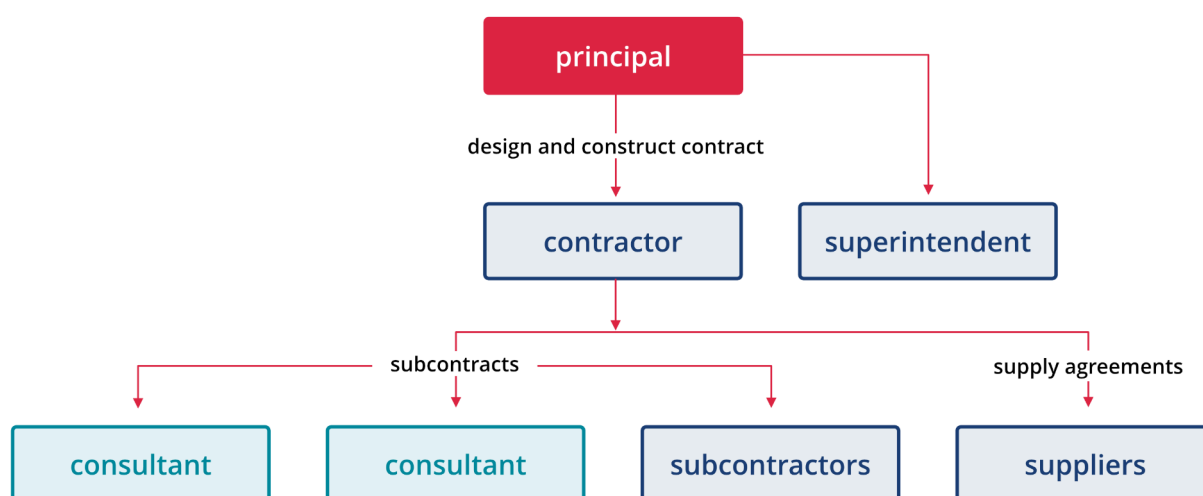 principal
design and construct contract
contractor
superintendent
subcontracts
supply agreements
consultant
consultant
subcontractors
suppliers